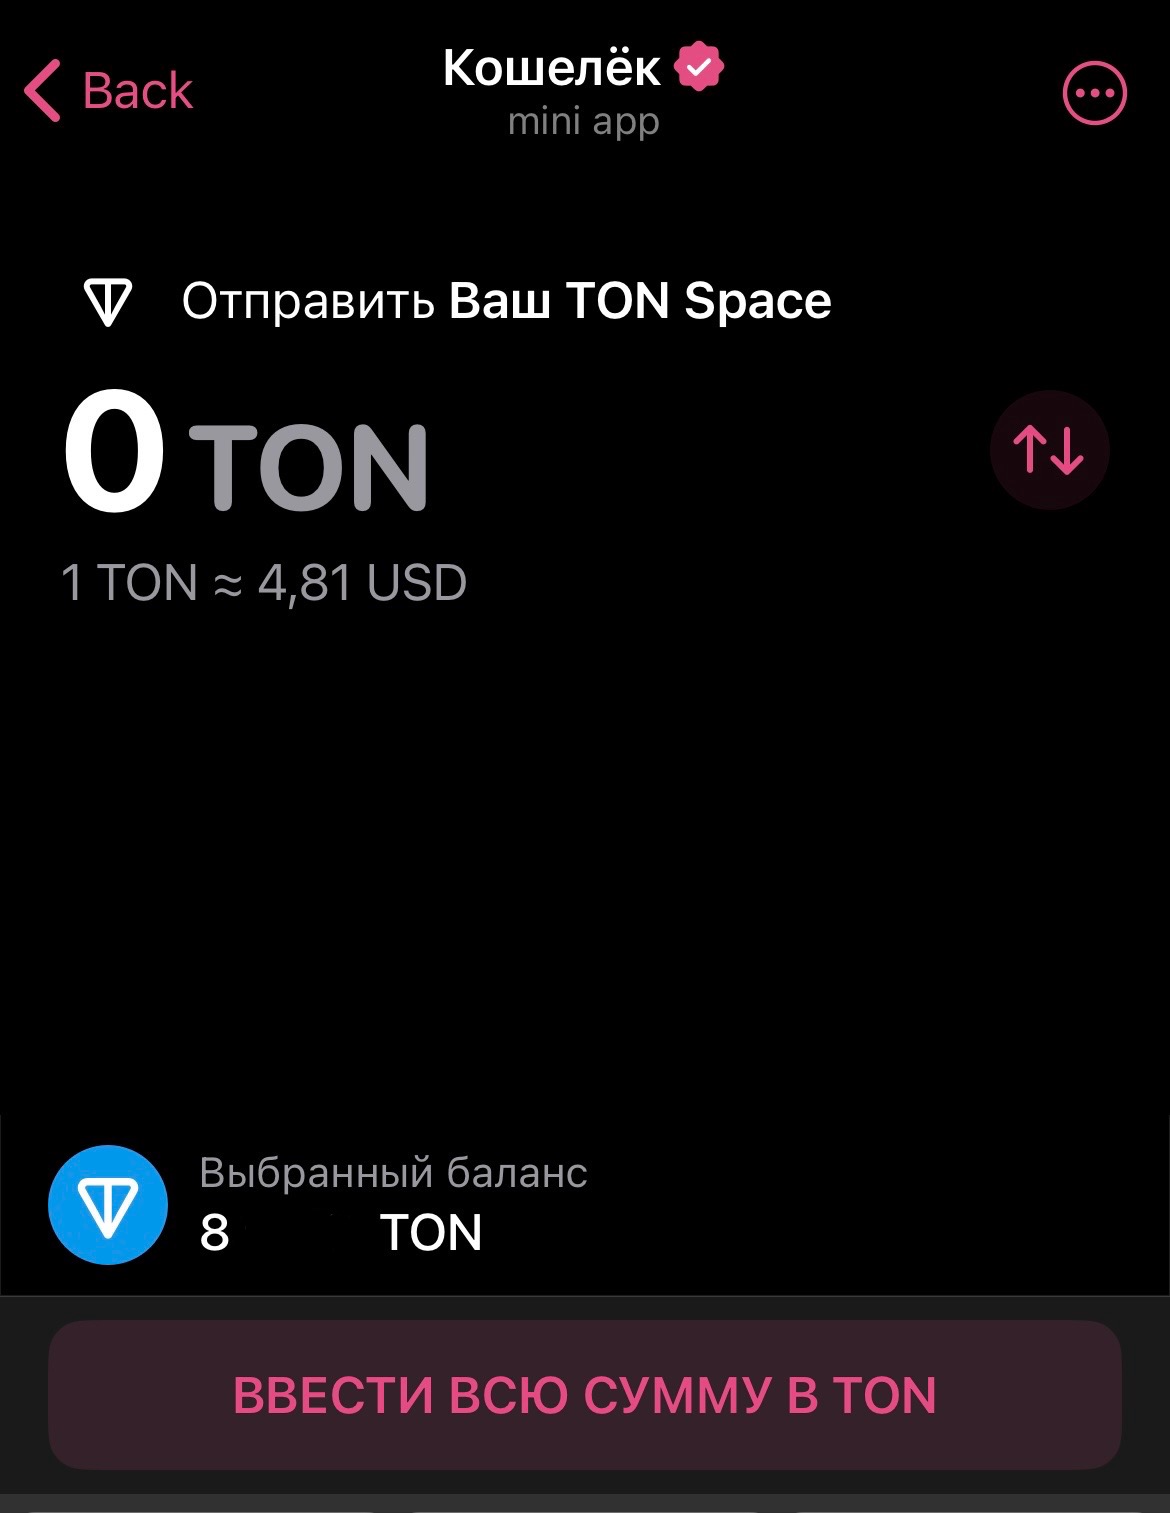 Back
Кошелёк
mini app
Отправить Ваш TON Space
0 TON
1 TON ≈ 4,81 USD
Выбранный баланс
8 TON
ВВЕСТИ ВСЮ СУММУ В TON